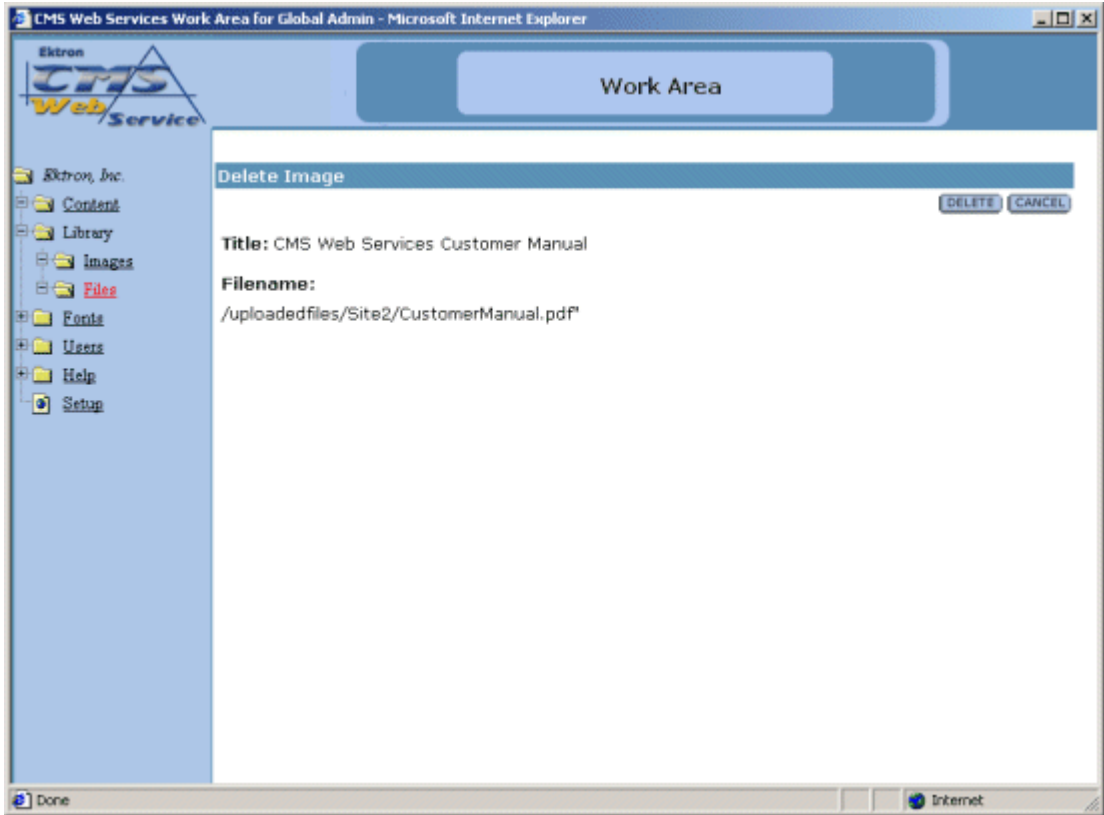 CMS Web Services Work Area for Global Admin - Microsoft Internet Explorer
Ektron
CMS
Web
Service
Work Area
Ektron, Inc.
Content
Library
Images
Files
Fonts
Users
Help
Setup
Delete Image
DELETE CANCEL
Title: CMS Web Services Customer Manual
Filename:
/uploadedfiles/Site2/CustomerManual.pdf"
Done
Internet